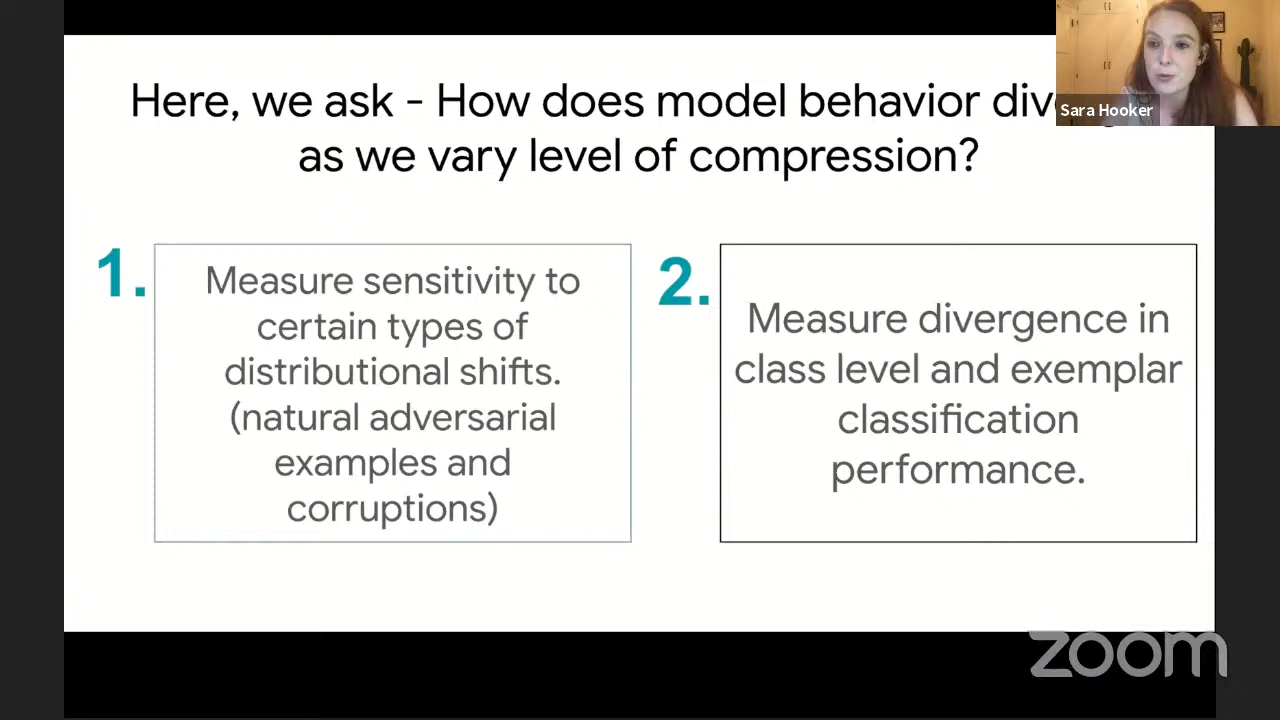 Here, we ask - How does model behavior
as we vary level of compression?
Sara Hooker
1.
Measure sensitivity to
certain types of
distributional shifts.
(natural adversarial
examples and
corruptions)
2.
Measure divergence in
class level and exemplar
classification
performance.
zoom